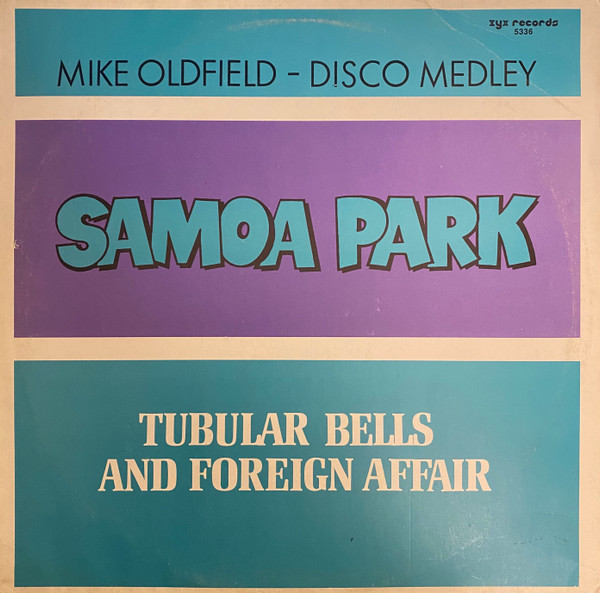 zyx records
5336
MIKE OLDFIELD - DISCO MEDLEY
SAMOA PARK
TUBULAR BELLS
AND FOREIGN AFFAIR